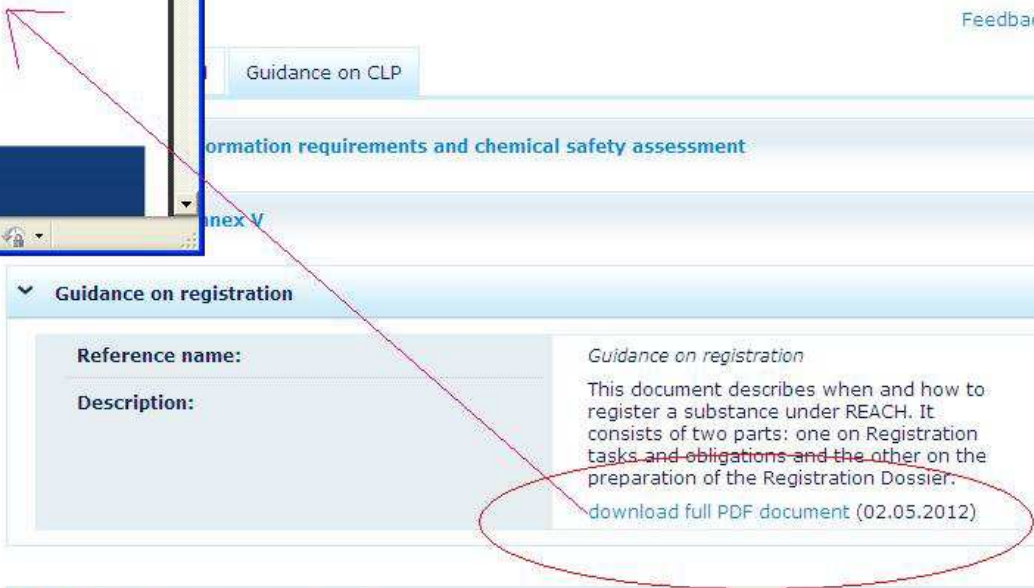 Feedbac
Guidance on CLP
ormation requirements and chemical safety assessment
nnex V
Guidance on registration
Reference name:
Guidance on registration
Description:
This document describes when and how to
register a substance under REACH. It
consists of two parts: one on Registration
tasks and obligations and the other on the
preparation of the Registration Dossier.
download full PDF document (02.05.2012)